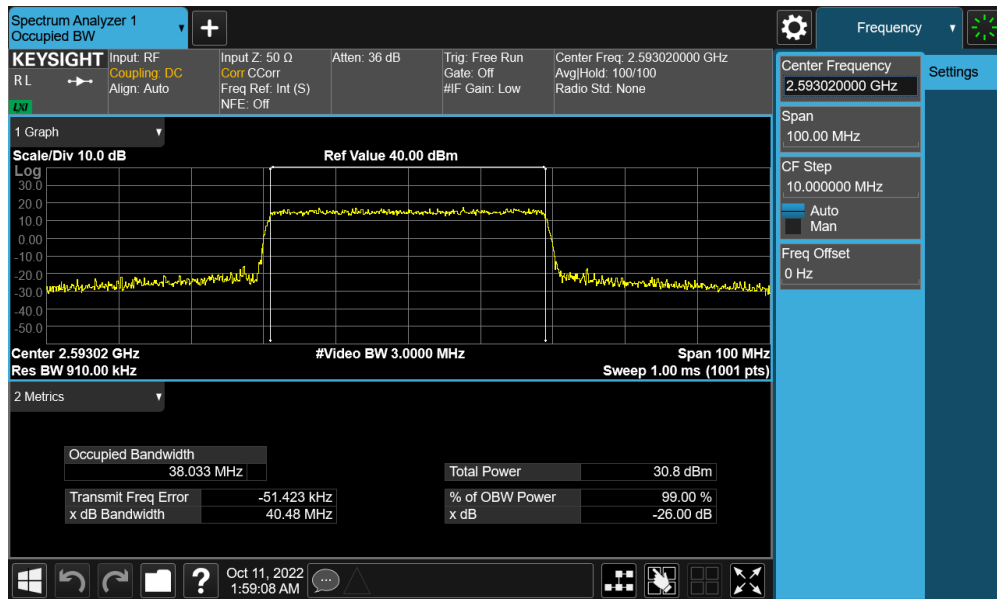 Spectrum Analyzer 1
Occupied BW
+
Frequency
KEYSIGHT
R L
LXI
Input: RF
Coupling: DC
Align: Auto
Input Z: 50 Ω
Corr CCorr
Freq Ref: Int (S)
NFE: Off
Atten: 36 dB
Trig: Free Run
Gate: Off
#IF Gain: Low
Center Freq: 2.593020000 GHz
Avg|Hold: 100/100
Radio Std: None
Center Frequency
2.593020000 GHz
Settings
Span
100.00 MHz
CF Step
10.000000 MHz
Auto
Man
Freq Offset
0 Hz
1 Graph
Scale/Div 10.0 dB
Ref Value 40.00 dBm
Log
30.0
20.0
10.0
0.00
-10.0
-20.0
-30.0
-40.0
-50.0
Center 2.59302 GHz
#Video BW 3.0000 MHz
Span 100 MHz
Res BW 910.00 kHz
Sweep 1.00 ms (1001 pts)
2 Metrics
Occupied Bandwidth
38.033 MHz
Total Power 30.8 dBm
Transmit Freq Error -51.423 kHz
% of OBW Power 99.00 %
x dB Bandwidth 40.48 MHz
x dB -26.00 dB
?
Oct 11, 2022
1:59:08 AM